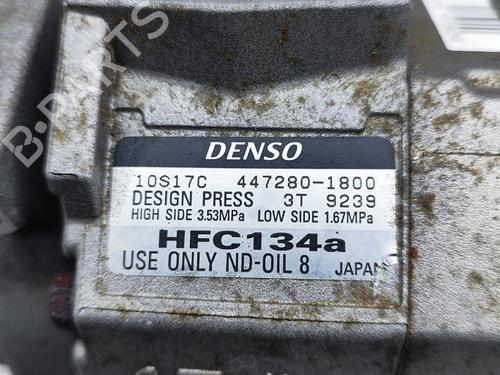 B-PARTS
DENSO
10S17C 447280-1800
DESIGN PRESS 3T 9239
HIGH SIDE 3.53MPa LOW SIDE 1.67MPa
HFC134a
USE ONLY ND-OIL 8 JAPAN